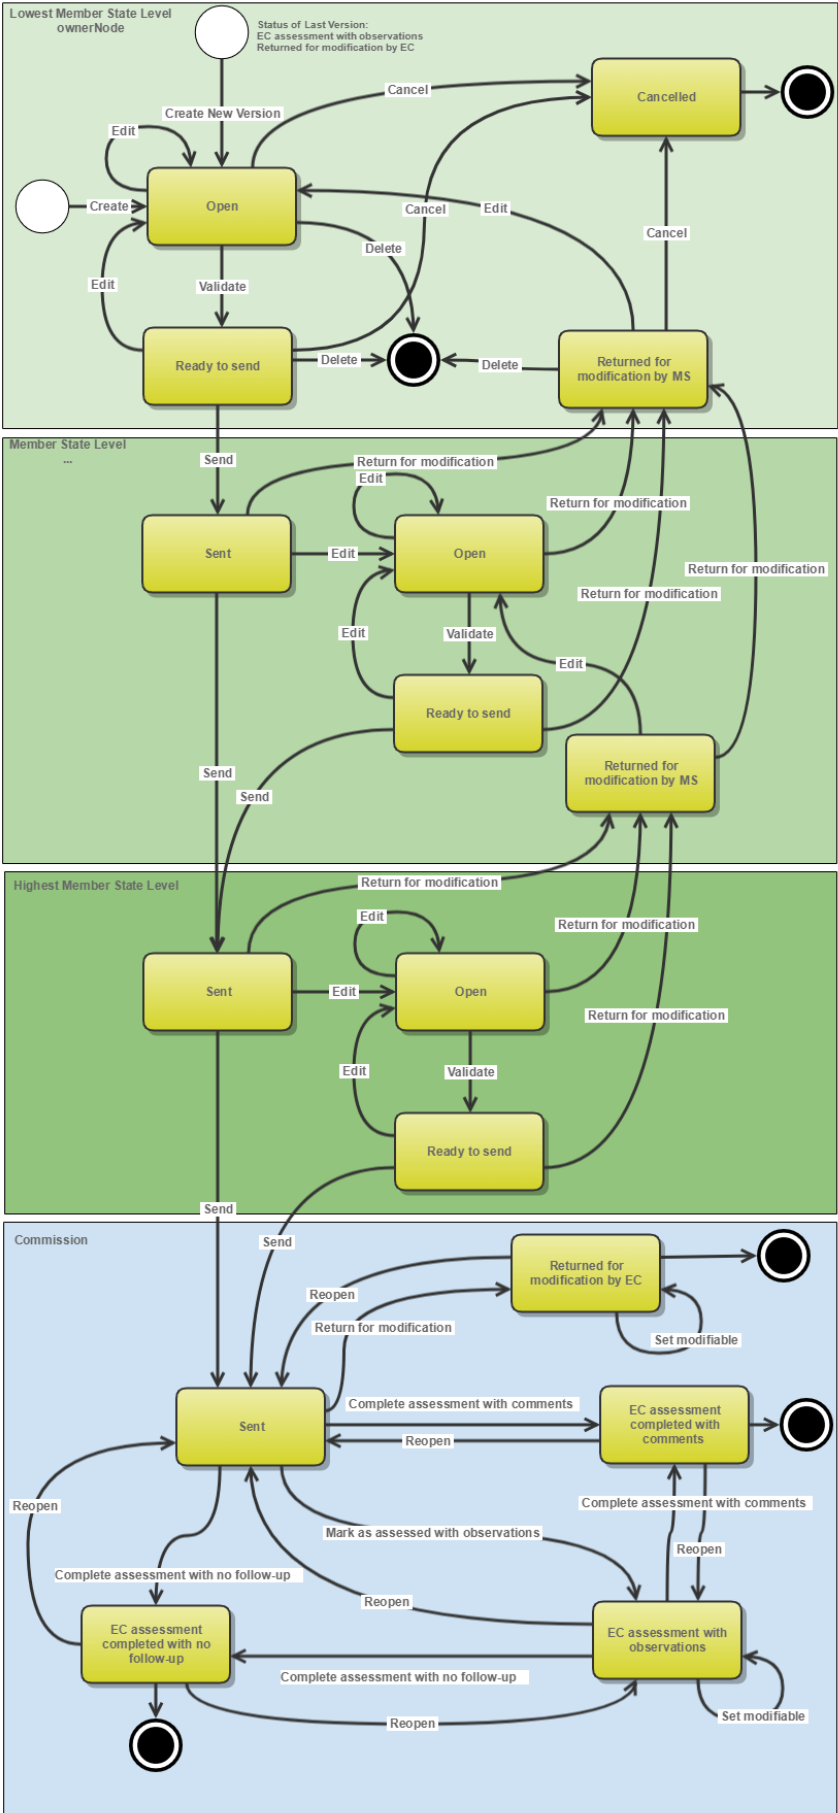 Lowest Member State Level
ownerNode
Status of Last Version:
EC assessment with observations
Returned for modification by EC
Cancel
Cancelled
Create New Version
Edit
Create
Open
Cancel
Edit
Cancel
Delete
Edit
Validate
Ready to send
Delete
Delete
Returned for
modification by MS
Member State Level
...
Send
Return for modification
Edit
Return for modification
Sent
Edit
Open
Return for modification
Return for modification
Edit
Validate
Edit
Ready to send
Returned for
modification by MS
Send
Send
Highest Member State Level
Return for modification
Edit
Return for modification
Sent
Edit
Open
Return for modification
Edit
Validate
Ready to send
Send
Commission
Send
Returned for
modification by EC
Reopen
Return for modification
Set modifiable
Sent
Complete assessment with comments
EC assessment
completed with
comments
Reopen
Reopen
Complete assessment with comments
Mark as assessed with observations
Reopen
Complete assessment with no follow-up
Reopen
EC assessment
completed with no
follow-up
EC assessment with
observations
Complete assessment with no follow-up
Set modifiable
Reopen